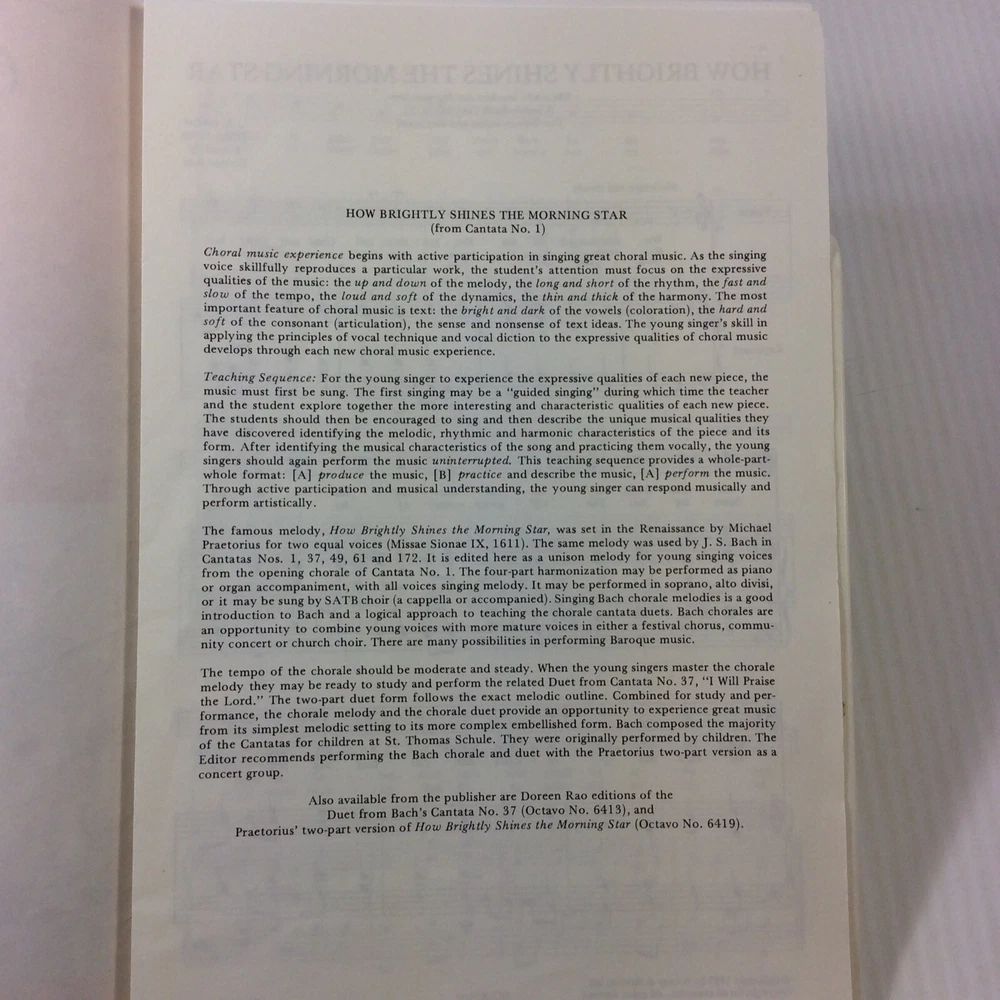 HOW BRIGHTLY SHINES THE MORNING STAR
HOW BRIGHTLY SHINES THE MORNING STAR
(from Cantata No. 1)
Choral music experience begins with active participation in singing great choral music. As the singing
voice skillfully reproduces a particular work, the student's attention must focus on the expressive
qualities of the music: the up and down of the melody, the long and short of the rhythm, the fast and
slow of the tempo, the loud and soft of the dynamics, the thin and thick of the harmony. The most
important feature of choral music is text: the bright and dark of the vowels (coloration), the hard and
soft of the consonant (articulation), the sense and nonsense of text ideas. The young singer's skill in
applying the principles of vocal technique and vocal diction to the expressive qualities of choral music
develops through each new choral music experience.
Teaching Sequence: For the young singer to experience the expressive qualities of each new piece, the
music must first be sung. The first singing may be a “guided singing” during which time the teacher
and the student explore together the more interesting and characteristic qualities of each new piece.
The students should then be encouraged to sing and then describe the unique musical qualities they
have discovered identifying the melodic, rhythmic and harmonic characteristics of the piece and its
form. After identifying the musical characteristics of the song and practicing them vocally, the young
singers should again perform the music uninterrupted. This teaching sequence provides a whole-part-
whole format: [A] produce the music, [B] practice and describe the music, [A] perform the music.
Through active participation and musical understanding, the young singer can respond musically and
perform artistically.
The famous melody, How Brightly Shines the Morning Star, was set in the Renaissance by Michael
Praetorius for two equal voices (Missae Sionae IX, 1611). The same melody was used by J. S. Bach in
Cantatas Nos. 1, 37, 49, 61 and 172. It is edited here as a unison melody for young singing voices
from the opening chorale of Cantata No. 1. The four-part harmonization may be performed as piano
or organ accompaniment, with all voices singing melody. It may be performed in soprano, alto divisi,
or it may be sung by SATB choir (a cappella or accompanied). Singing Bach chorale melodies is a good
introduction to Bach and a logical approach to teaching the chorale cantata duets. Bach chorales are
an opportunity to combine young voices with more mature voices in either a festival chorus, commu-
nity concert or church choir. There are many possibilities in performing Baroque music.
The tempo of the chorale should be moderate and steady. When the young singers master the chorale
melody they may be ready to study and perform the related Duet from Cantata No. 37, “I Will Praise
the Lord.” The two-part duet form follows the exact melodic outline. Combined for study and per-
formance, the chorale melody and the chorale duet provide an opportunity to experience great music
from its simplest melodic setting to its more complex embellished form. Bach composed the majority
of the Cantatas for children at St. Thomas Schule. They were originally performed by children. The
Editor recommends performing the Bach chorale and duet with the Praetorius two-part version as a
concert group.
Also available from the publisher are Doreen Rao editions of the
Duet from Bach's Cantata No. 37 (Octavo No. 6413), and
Praetorius' two-part version of How Brightly Shines the Morning Star (Octavo No. 6419).